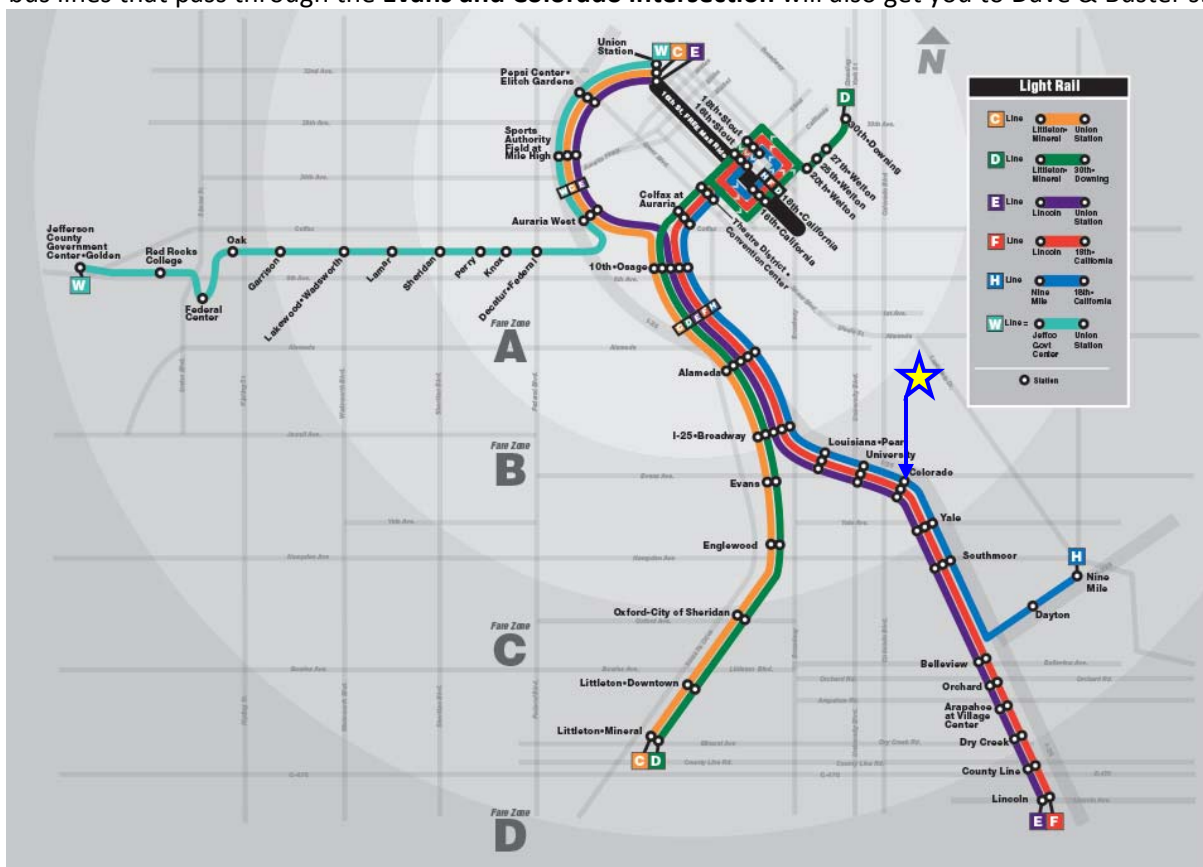 bus lines that pass through the Evans and Colorado intersection will also get you to Dave & Buster's.
Union
Station
W C E
Pepsi Center•
Elitch Gardens
N
Light Rail
C Line
Littleton•
Mineral
Union
Station
D Line
Littleton•
Mineral
30th•
Downing
E Line
Lincoln
Union
Station
F Line
Lincoln
18th•
California
H Line
Nine
Mile
18th•
California
W Line
Jeffco
Govt
Center
Union
Station
Station
D
30th•Downing
27th•Welton
25th•Welton
20th•Welton
18th•Stout
16th•Stout
H F D
18th•California
16th•California
Theatre District•
Convention Center
Colfax at
Auraria
Sports
Authority
Field at
Mile High
W C E
Auraria West
Jefferson
County
Government
Center•Golden
W
Red Rocks
College
Federal
Center
Oak
Garrison
Lakewood•Wadsworth
Lamar
Sheridan
Perry
Knox
Decatur•Federal
10th•Osage
C D E F H
Fare Zone
A
Alameda
I-25•Broadway
Louisiana•Pearl
University
Colorado
Fare Zone
B
Evans
Yale
Englewood
Southmoor
H
Nine
Mile
Dayton
Oxford-City of Sheridan
Fare Zone
C
Belleview
Littleton•Downtown
Orchard
Arapahoe
at Village
Center
Littleton•Mineral
Dry Creek
C D
County Line
Lincoln
E F
Fare Zone
D